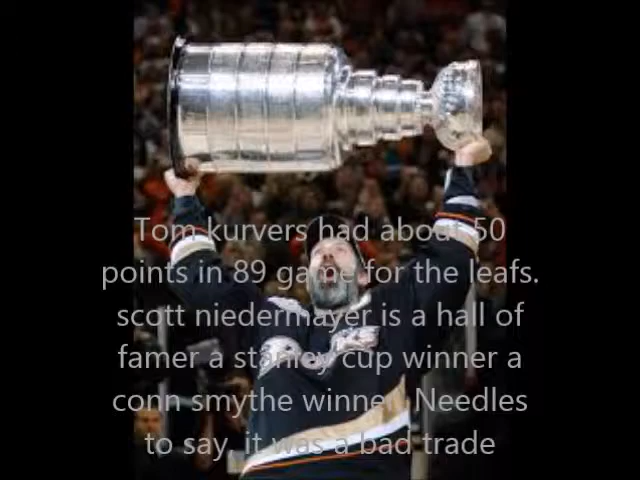 Tom kurvers had about 50
points in 89 game for the leafs.
scott niedermayer is a hall of
famer a stanley cup winner a
conn smythe winner. Needles
to say, it was a bad trade